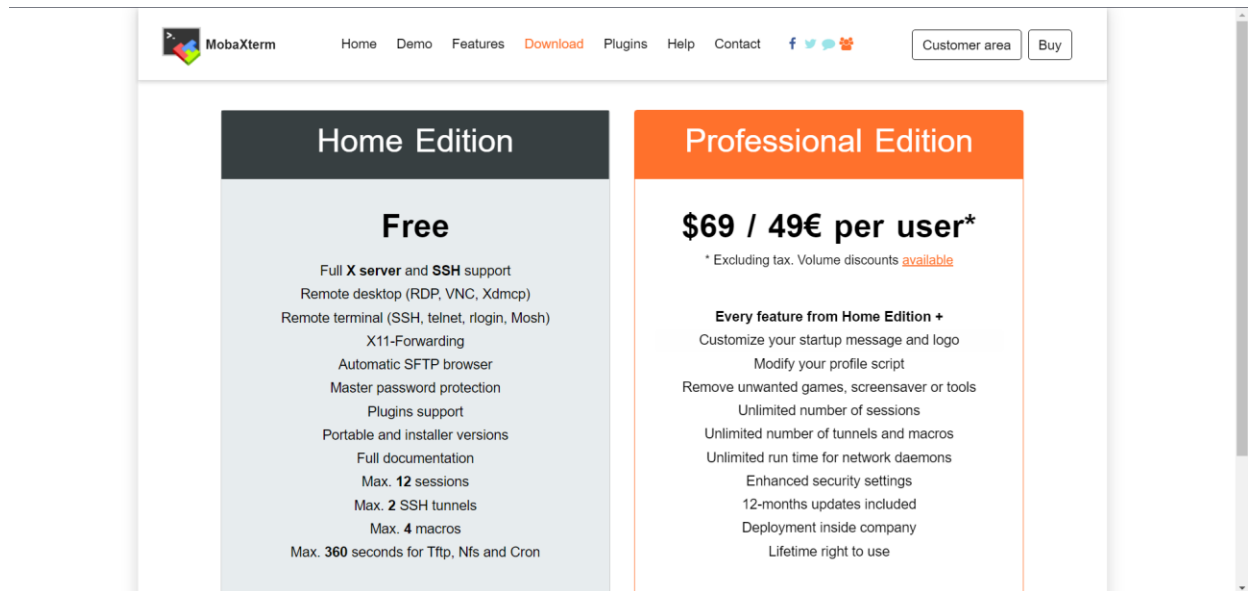 MobaXterm
Home Demo Features Download Plugins Help Contact
Customer area Buy
Home Edition
Free
Full X server and SSH support
Remote desktop (RDP, VNC, Xdmcp)
Remote terminal (SSH, telnet, rlogin, Mosh)
X11-Forwarding
Automatic SFTP browser
Master password protection
Plugins support
Portable and installer versions
Full documentation
Max. 12 sessions
Max. 2 SSH tunnels
Max. 4 macros
Max. 360 seconds for Tftp, Nfs and Cron
Professional Edition
$69 / 49€ per user*
* Excluding tax. Volume discounts available
Every feature from Home Edition +
Customize your startup message and logo
Modify your profile script
Remove unwanted games, screensaver or tools
Unlimited number of sessions
Unlimited number of tunnels and macros
Unlimited run time for network daemons
Enhanced security settings
12-months updates included
Deployment inside company
Lifetime right to use